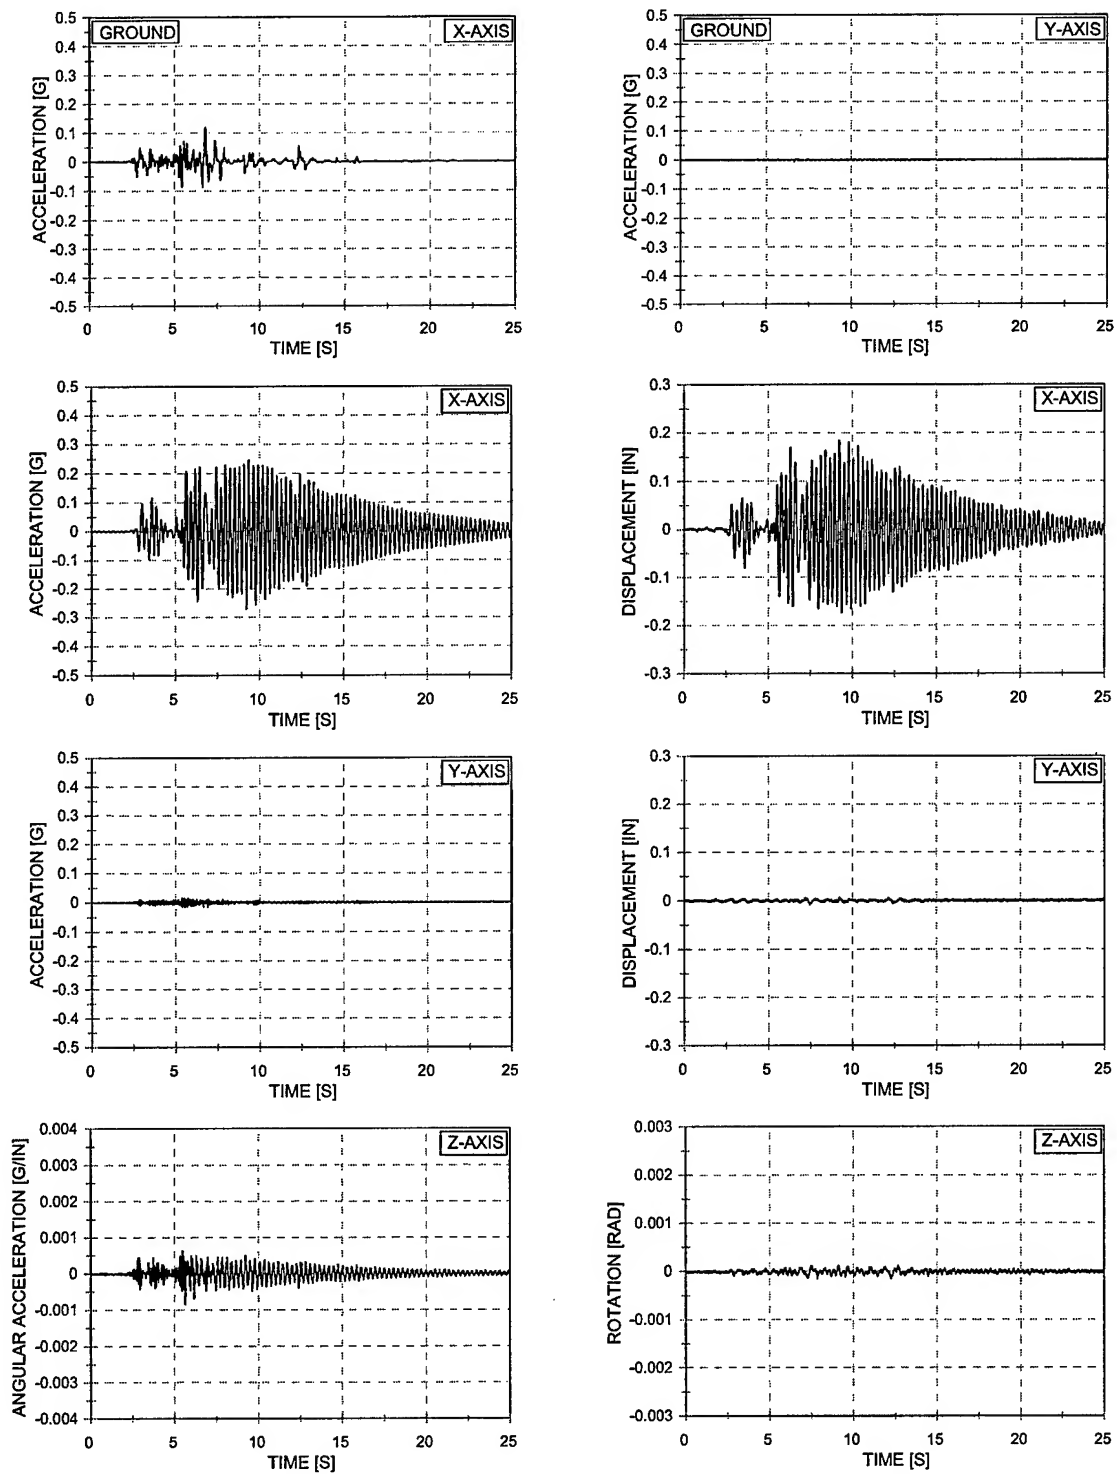 GROUND
X-AXIS
ACCELERATION [G]
0.5
0.4
0.3
0.2
0.1
0
-0.1
-0.2
-0.3
-0.4
-0.5
0 5 10 15 20 25
TIME [S]
GROUND
Y-AXIS
ACCELERATION [G]
0.5
0.4
0.3
0.2
0.1
0
-0.1
-0.2
-0.3
-0.4
-0.5
0 5 10 15 20 25
TIME [S]
X-AXIS
ACCELERATION [G]
0.5
0.4
0.3
0.2
0.1
0
-0.1
-0.2
-0.3
-0.4
-0.5
0 5 10 15 20 25
TIME [S]
X-AXIS
DISPLACEMENT [IN]
0.3
0.2
0.1
0
-0.1
-0.2
-0.3
0 5 10 15 20 25
TIME [S]
Y-AXIS
ACCELERATION [G]
0.5
0.4
0.3
0.2
0.1
0
-0.1
-0.2
-0.3
-0.4
-0.5
0 5 10 15 20 25
TIME [S]
Y-AXIS
DISPLACEMENT [IN]
0.3
0.2
0.1
0
-0.1
-0.2
-0.3
0 5 10 15 20 25
TIME [S]
Z-AXIS
ANGULAR ACCELERATION [G/IN]
0.004
0.003
0.002
0.001
0
-0.001
-0.002
-0.003
-0.004
0 5 10 15 20 25
TIME [S]
Z-AXIS
ROTATION [RAD]
0.003
0.002
0.001
0
-0.001
-0.002
-0.003
0 5 10 15 20 25
TIME [S]